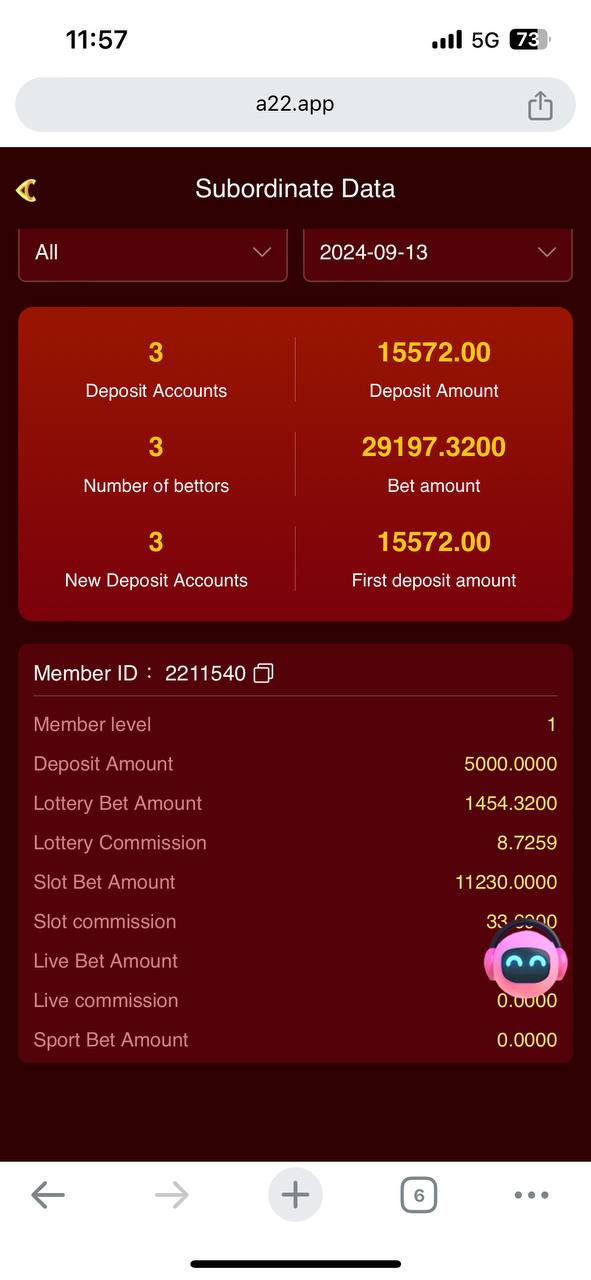 11:57 5G 73
a22.app
Subordinate Data
All 2024-09-13
3 15572.00
Deposit Accounts Deposit Amount
3 29197.3200
Number of bettors Bet amount
3 15572.00
New Deposit Accounts First deposit amount
Member ID : 2211540
Member level 1
Deposit Amount 5000.0000
Lottery Bet Amount 1454.3200
Lottery Commission 8.7259
Slot Bet Amount 11230.0000
Slot commission
Live Bet Amount
Live commission 0.0000
Sport Bet Amount 0.0000
6